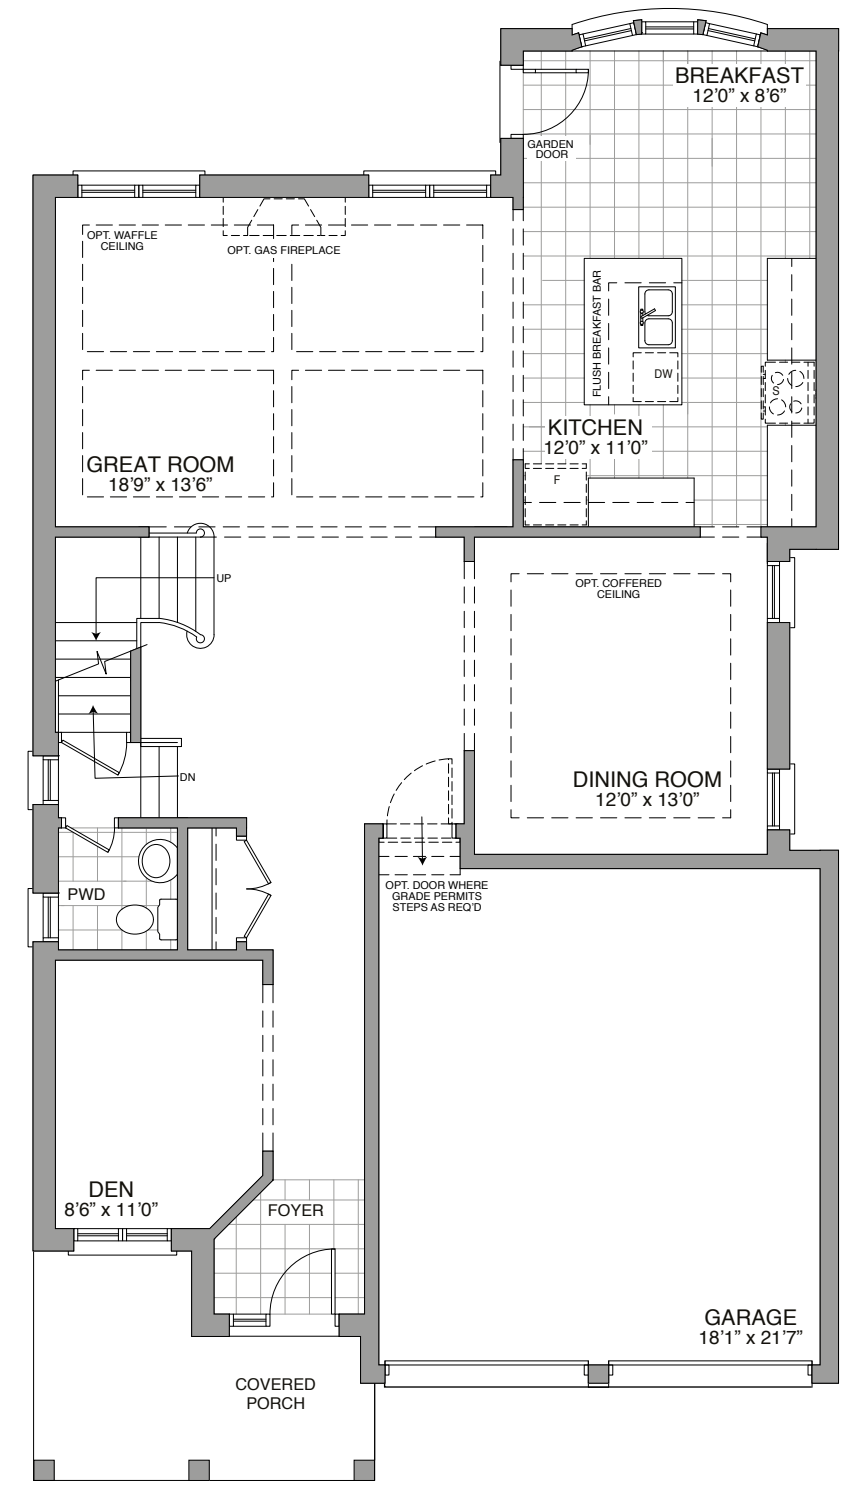 BREAKFAST
12'0” x 8'6”
GARDEN
DOOR
OPT. WAFFLE
CEILING
OPT. GAS FIREPLACE
FLUSH BREAKFAST BAR
DW
S
KITCHEN
12'0” x 11'0”
F
GREAT ROOM
18'9” x 13'6”
UP
OPT. COFFERED
CEILING
DN
DINING ROOM
12'0” x 13'0”
PWD
OPT. DOOR WHERE
GRADE PERMITS
STEPS AS REQ'D
DEN
8'6” x 11'0”
FOYER
GARAGE
18'1” x 21'7”
COVERED
PORCH